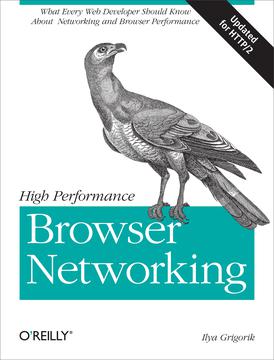 What Every Web Developer Should Know
About Networking and Browser Performance
Updated
for HTTP/2
High Performance
Browser
Networking
O'REILLY®
Ilya Grigorik